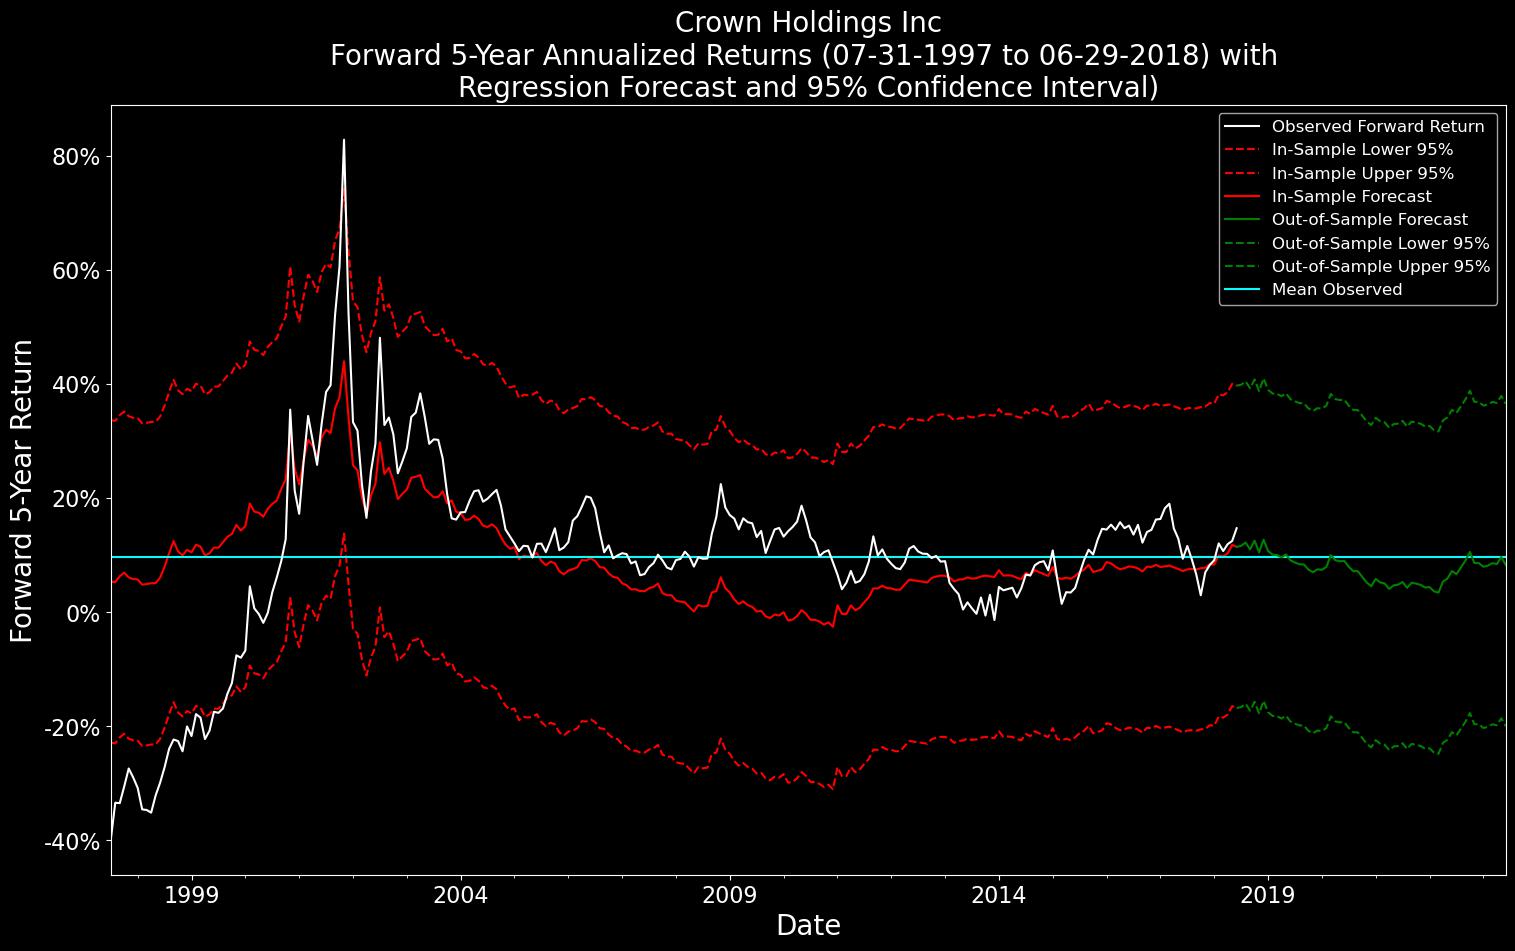 Crown Holdings Inc
Forward 5-Year Annualized Returns (07-31-1997 to 06-29-2018) with
Regression Forecast and 95% Confidence Interval)
Observed Forward Return
In-Sample Lower 95%
In-Sample Upper 95%
In-Sample Forecast
Out-of-Sample Forecast
Out-of-Sample Lower 95%
Out-of-Sample Upper 95%
Mean Observed
Forward 5-Year Return
80%
60%
40%
20%
0%
-20%
-40%
1999
2004
2009
2014
2019
Date